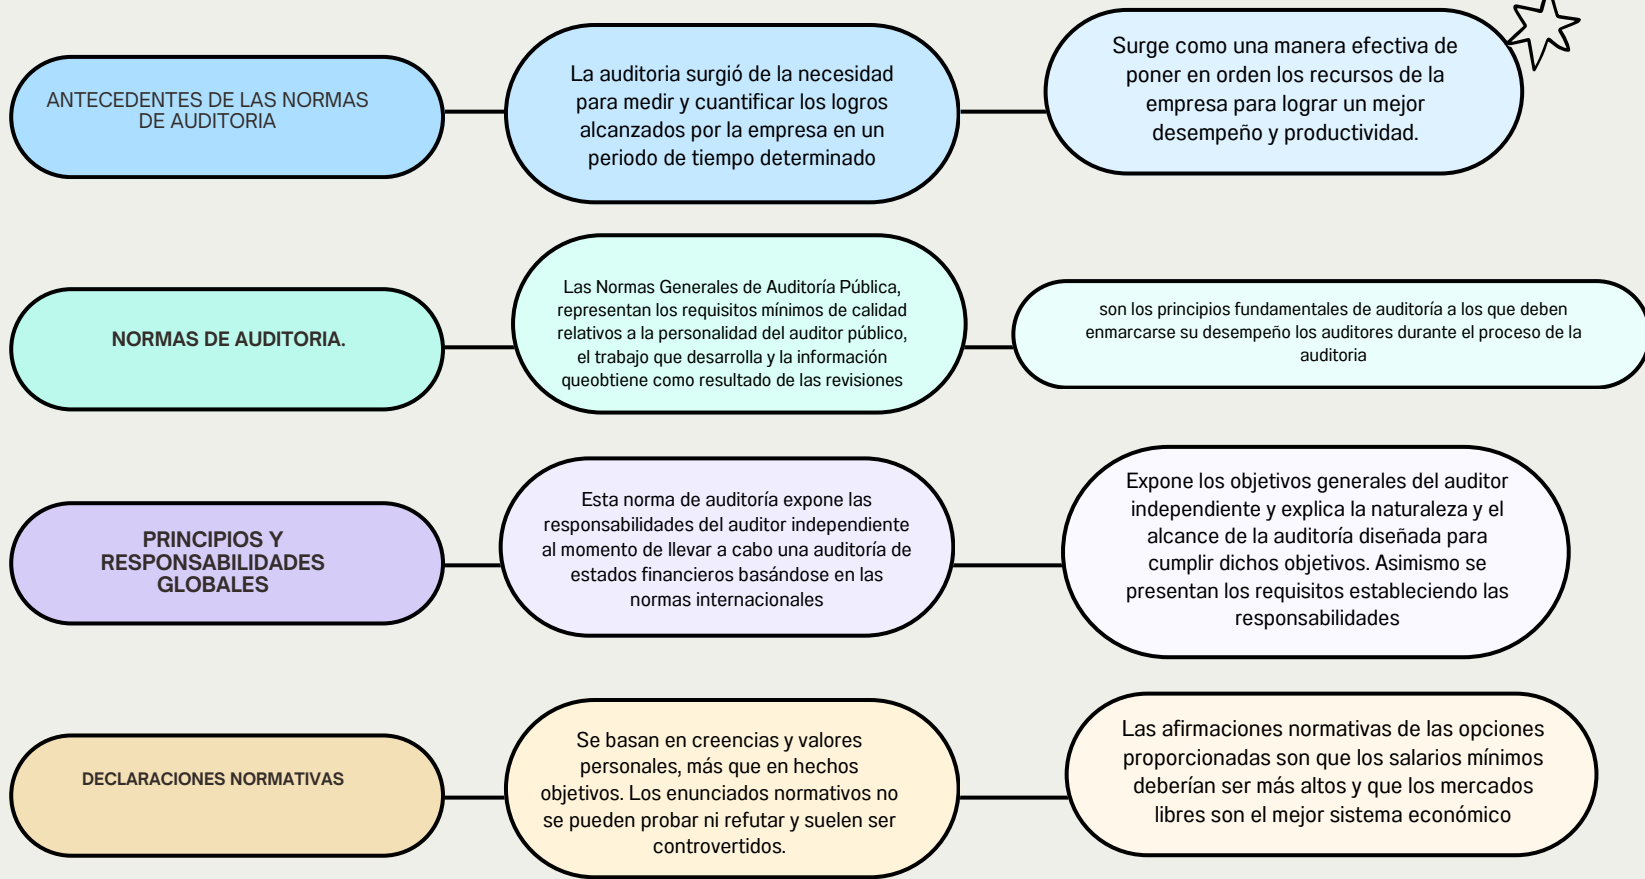 ANTECEDENTES DE LAS NORMAS
DE AUDITORIA
La auditoria surgió de la necesidad
para medir y cuantificar los logros
alcanzados por la empresa en un
periodo de tiempo determinado
Surge como una manera efectiva de
poner en orden los recursos de la
empresa para lograr un mejor
desempeño y productividad.
NORMAS DE AUDITORIA.
Las Normas Generales de Auditoría Pública,
representan los requisitos mínimos de calidad
relativos a la personalidad del auditor público,
el trabajo que desarrolla y la información
queobtiene como resultado de las revisiones
son los principios fundamentales de auditoría a los que deben
enmarcarse su desempeño los auditores durante el proceso de la
auditoria
PRINCIPIOS Y
RESPONSABILIDADES
GLOBALES
Esta norma de auditoría expone las
responsabilidades del auditor independiente
al momento de llevar a cabo una auditoría de
estados financieros basándose en las
normas internacionales
Expone los objetivos generales del auditor
independiente y explica la naturaleza y el
alcance de la auditoría diseñada para
cumplir dichos objetivos. Asimismo se
presentan los requisitos estableciendo las
responsabilidades
DECLARACIONES NORMATIVAS
Se basan en creencias y valores
personales, más que en hechos
objetivos. Los enunciados normativos no
se pueden probar ni refutar y suelen ser
controvertidos.
Las afirmaciones normativas de las opciones
proporcionadas son que los salarios mínimos
deberían ser más altos y que los mercados
libres son el mejor sistema económico